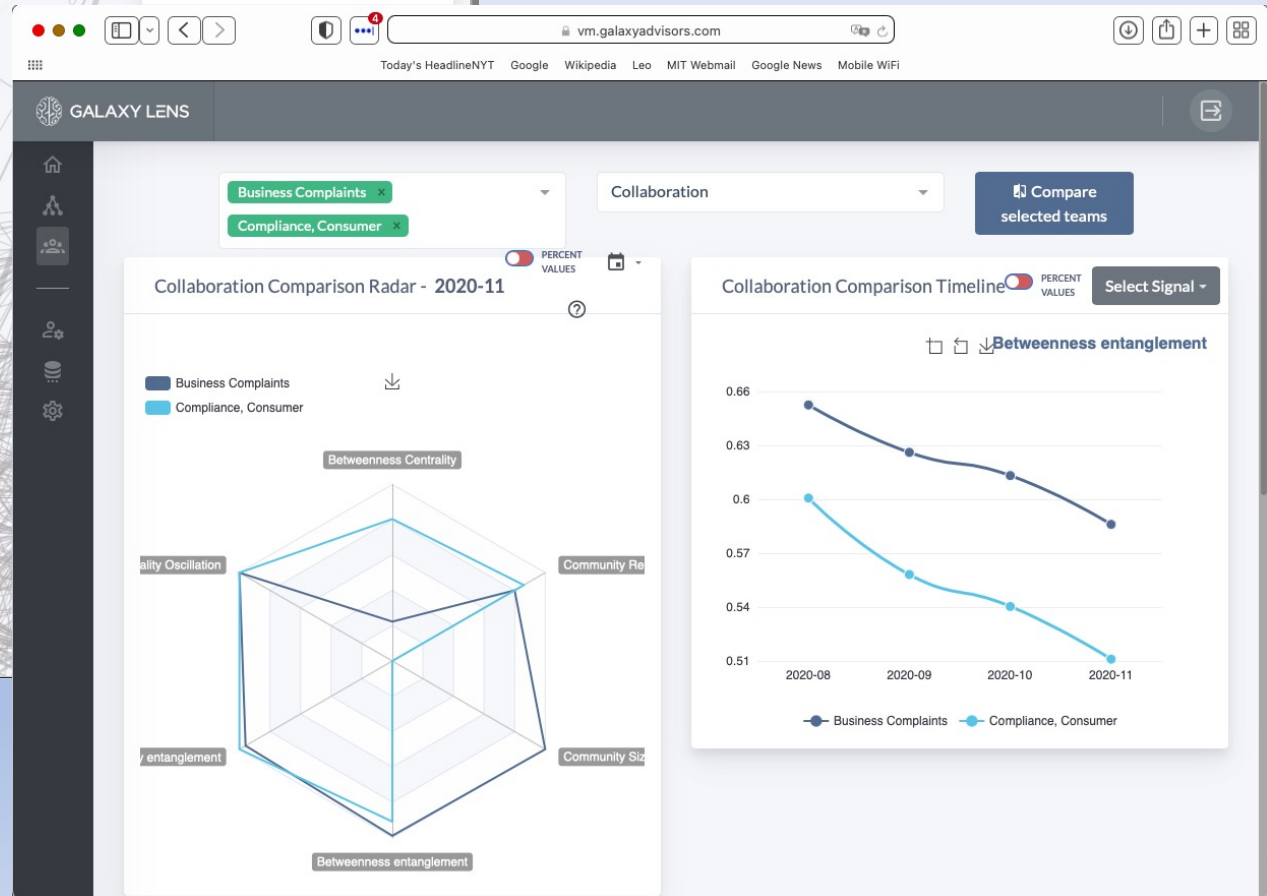 4
vm.galaxyadvisors.com
Today's HeadlineNYT Google Wikipedia Leo MIT Webmail Google News Mobile WiFi
GALAXY LENS
Business Complaints ×
Compliance, Consumer ×
Collaboration
Compare
selected teams
PERCENT
VALUES
Collaboration Comparison Radar - 2020-11
Business Complaints
Compliance, Consumer
Betweenness Centrality
ality Oscillation
Community Re
y entanglement
Community Siz
Betweenness entanglement
Collaboration Comparison Timeline
PERCENT
VALUES
Select Signal
Betweenness entanglement
0.66
0.63
0.6
0.57
0.54
0.51
2020-08 2020-09 2020-10 2020-11
Business Complaints Compliance, Consumer